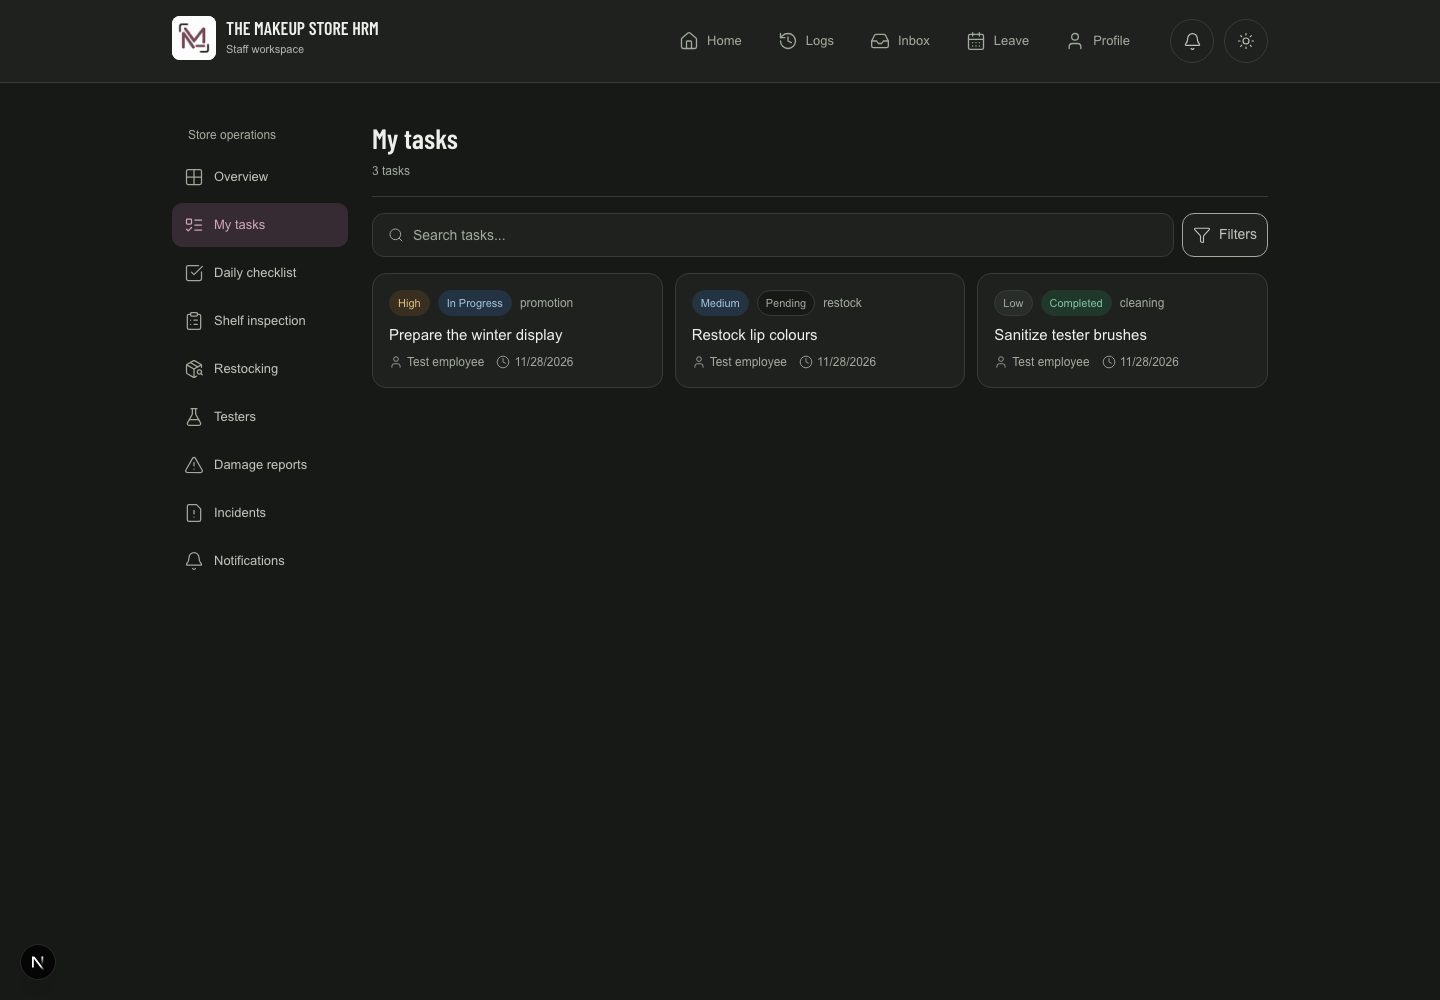 THE MAKEUP STORE HRM
Staff workspace
Home
Logs
Inbox
Leave
Profile
Store operations
Overview
My tasks
Daily checklist
Shelf inspection
Restocking
Testers
Damage reports
Incidents
Notifications
My tasks
3 tasks
Search tasks...
Filters
High In Progress promotion
Prepare the winter display
Test employee 11/28/2026
Medium Pending restock
Restock lip colours
Test employee 11/28/2026
Low Completed cleaning
Sanitize tester brushes
Test employee 11/28/2026
N